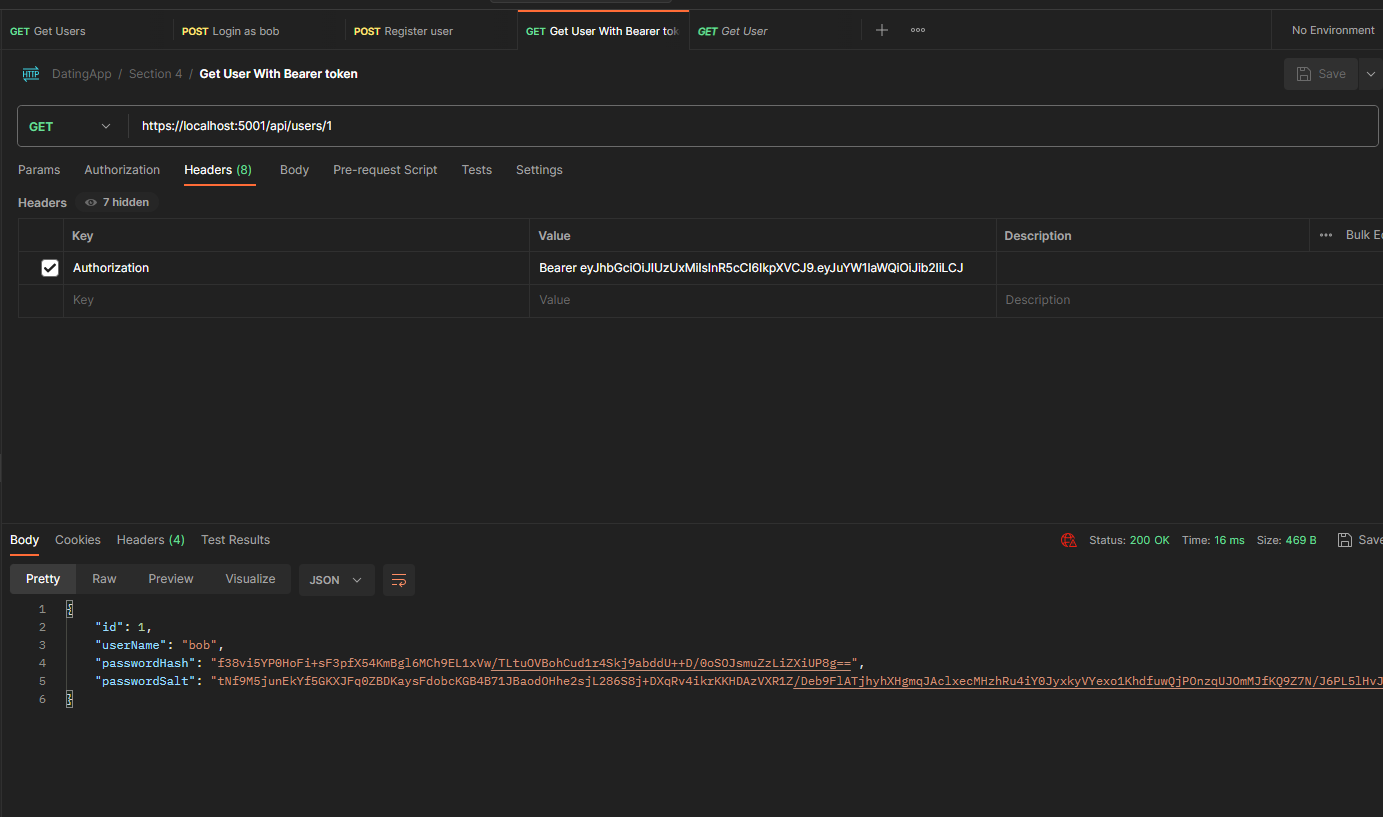 GET Get Users POST Login as bob POST Register user GET Get User With Bearer tok GET Get User No Environment
HTTP DatingApp / Section 4 / Get User With Bearer token Save
GET https://localhost:5001/api/users/1
Params Authorization Headers (8) Body Pre-request Script Tests Settings
Headers 7 hidden
Key Value Description Bulk Ec
Authorization Bearer eyJhbGciOiJIUzUxMiIsInR5cCI6IkpXVCJ9.eyJuYW1laWQiOiJib2IiLCJ
Key Value Description
Body Cookies Headers (4) Test Results Status: 200 OK Time: 16 ms Size: 469 B Save
Pretty Raw Preview Visualize JSON
1 {
2 "id": 1,
3 "userName": "bob",
4 "passwordHash": "f38vi5YP0HoFi+sF3pfX54KmBgl6MCh9EL1xVw/TLtuOVBohCud1r4Skj9abddU++D/0oSOJsmuZzLiZXiUP8g==",
5 "passwordSalt": "tNf9M5junEkYf5GKXJFq0ZBDKaysFdobcKGB4B71JBaodOHhe2sjL286S8j+DXqRv4ikrKKHDAzVXR1Z/Deb9FlATjhyhXHgmqJAclxecMHzhRu4iY0JyxkyVYexo1KhdfuwQjPOnzqUJOmMJfKQ9Z7N/J6PL5lHvJ
6 }